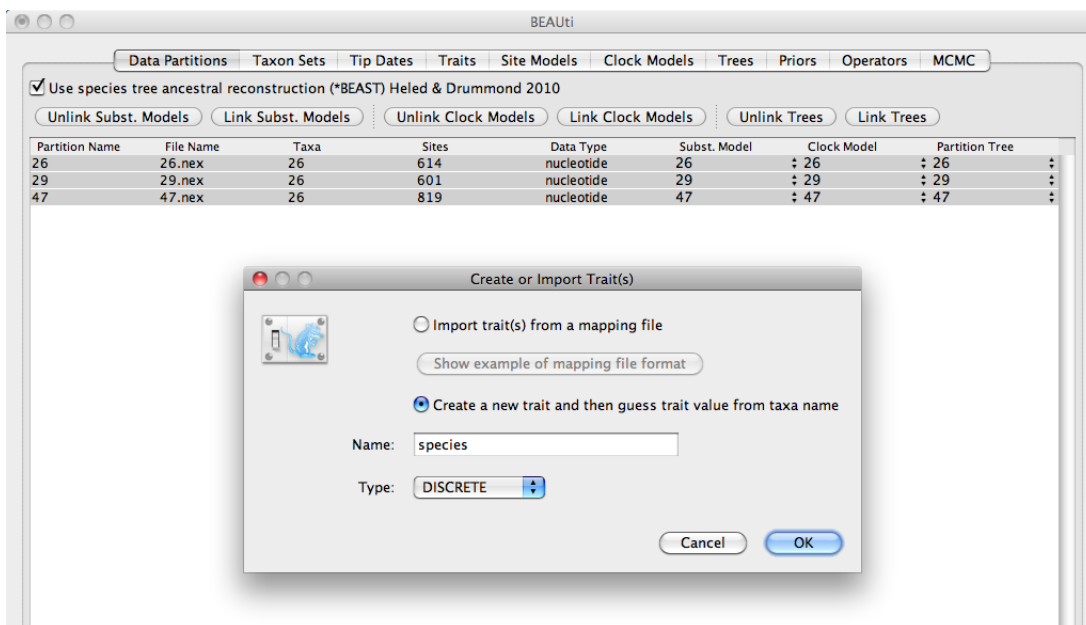 BEAUti
Data Partitions Taxon Sets Tip Dates Traits Site Models Clock Models Trees Priors Operators MCMC
Use species tree ancestral reconstruction (*BEAST) Heled & Drummond 2010
Unlink Subst. Models Link Subst. Models Unlink Clock Models Link Clock Models Unlink Trees Link Trees
Partition Name File Name Taxa Sites Data Type Subst. Model Clock Model Partition Tree
26 26.nex 26 614 nucleotide 26 26 26
29 29.nex 26 601 nucleotide 29 29 29
47 47.nex 26 819 nucleotide 47 47 47
Create or Import Trait(s)
Import trait(s) from a mapping file
Show example of mapping file format
Create a new trait and then guess trait value from taxa name
Name: species
Type: DISCRETE
Cancel OK